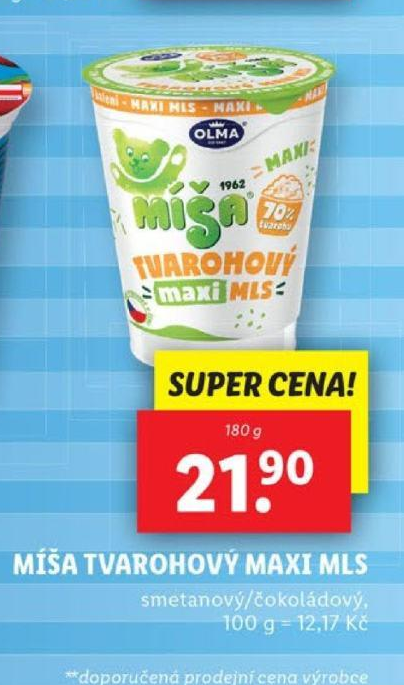 MAXI MLS - MAXI
OLMA
MAXI
1962
míša
70%
tvarohu
TVAROHOVÝ
maxi MLS
SUPER CENA!
180 g
21.90
MÍŠA TVAROHOVÝ MAXI MLS
smetanový/čokoládový,
100 g = 12,17 Kč
**doporučená prodejní cena výrobce